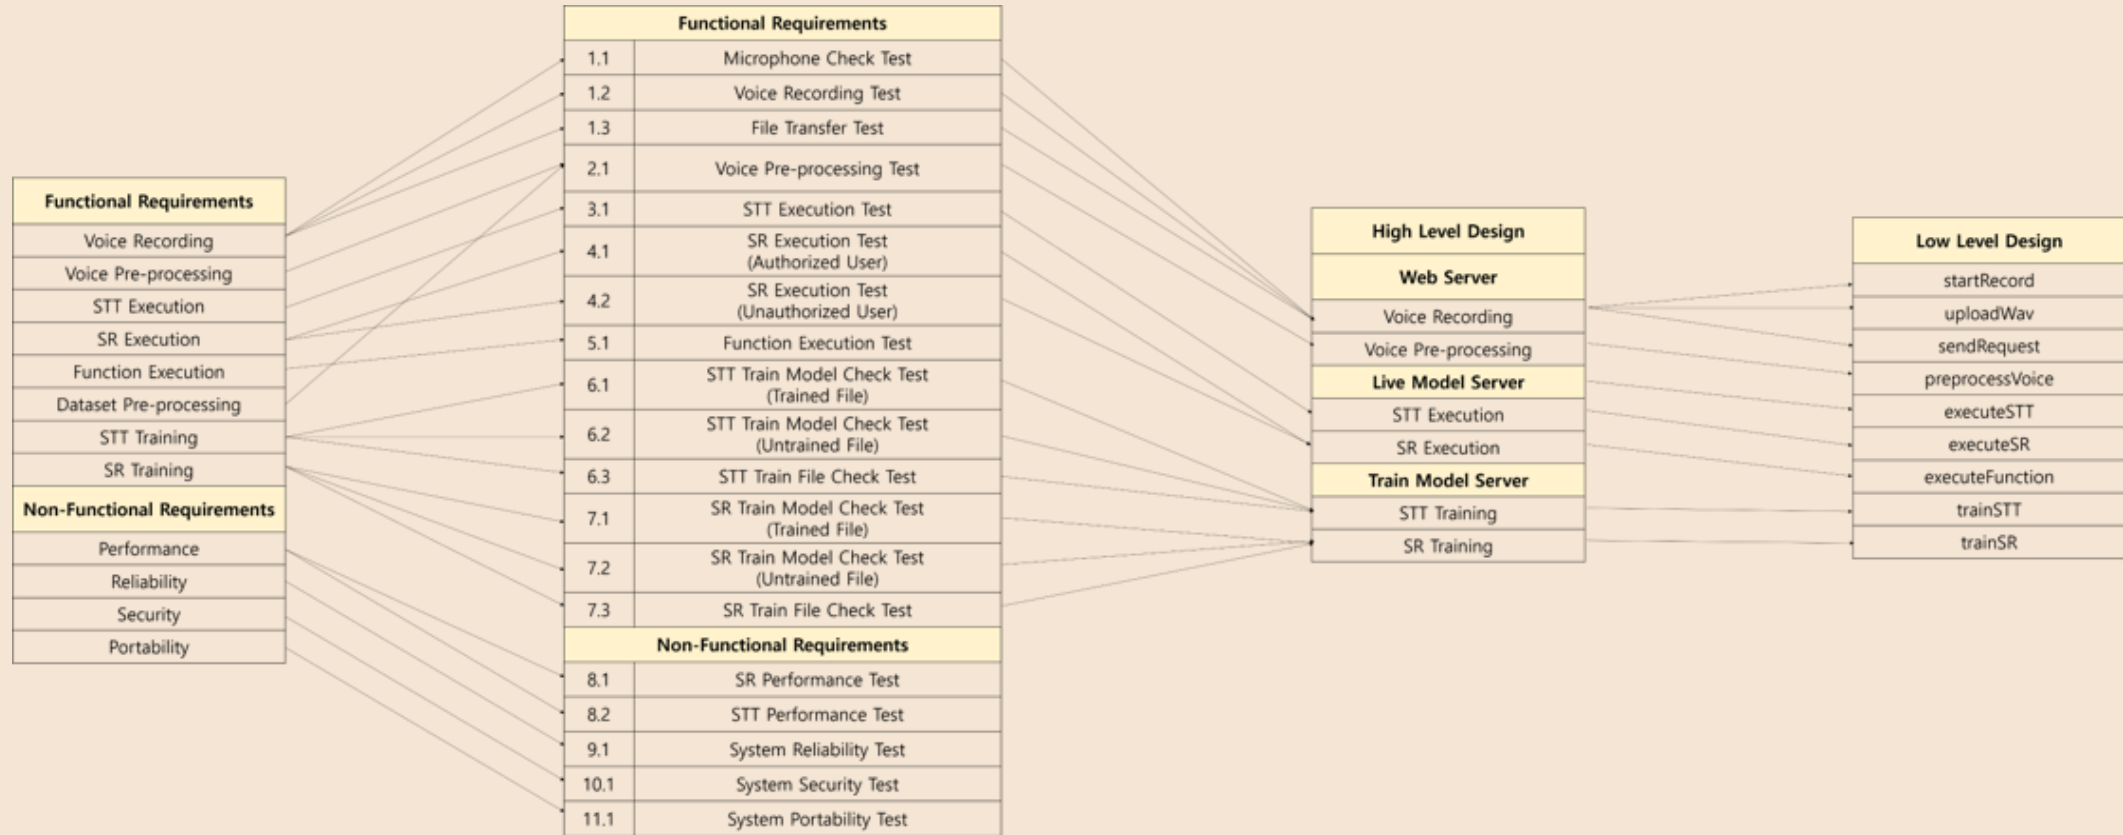 Functional Requirements
Voice Recording
Voice Pre-processing
STT Execution
SR Execution
Function Execution
Dataset Pre-processing
STT Training
SR Training
Non-Functional Requirements
Performance
Reliability
Security
Portability
Functional Requirements
1.1 Microphone Check Test
1.2 Voice Recording Test
1.3 File Transfer Test
2.1 Voice Pre-processing Test
3.1 STT Execution Test
4.1 SR Execution Test
(Authorized User)
4.2 SR Execution Test
(Unauthorized User)
5.1 Function Execution Test
6.1 STT Train Model Check Test
(Trained File)
6.2 STT Train Model Check Test
(Untrained File)
6.3 STT Train File Check Test
7.1 SR Train Model Check Test
(Trained File)
7.2 SR Train Model Check Test
(Untrained File)
7.3 SR Train File Check Test
Non-Functional Requirements
8.1 SR Performance Test
8.2 STT Performance Test
9.1 System Reliability Test
10.1 System Security Test
11.1 System Portability Test
High Level Design
Web Server
Voice Recording
Voice Pre-processing
Live Model Server
STT Execution
SR Execution
Train Model Server
STT Training
SR Training
Low Level Design
startRecord
uploadWav
sendRequest
preprocessVoice
executeSTT
executeSR
executeFunction
trainSTT
trainSR